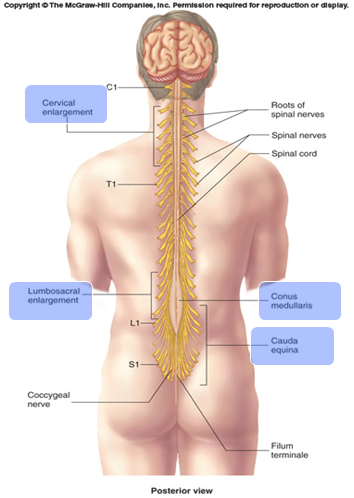 Copyright © The McGraw-Hill Companies, Inc. Permission required for reproduction or display.
C1
Cervical
enlargement
Roots of
spinal nerves
Spinal nerves
Spinal cord
T1
Lumbosacral
enlargement
Conus
medullaris
L1
Cauda
equina
S1
Coccygeal
nerve
Filum
terminale
Posterior view